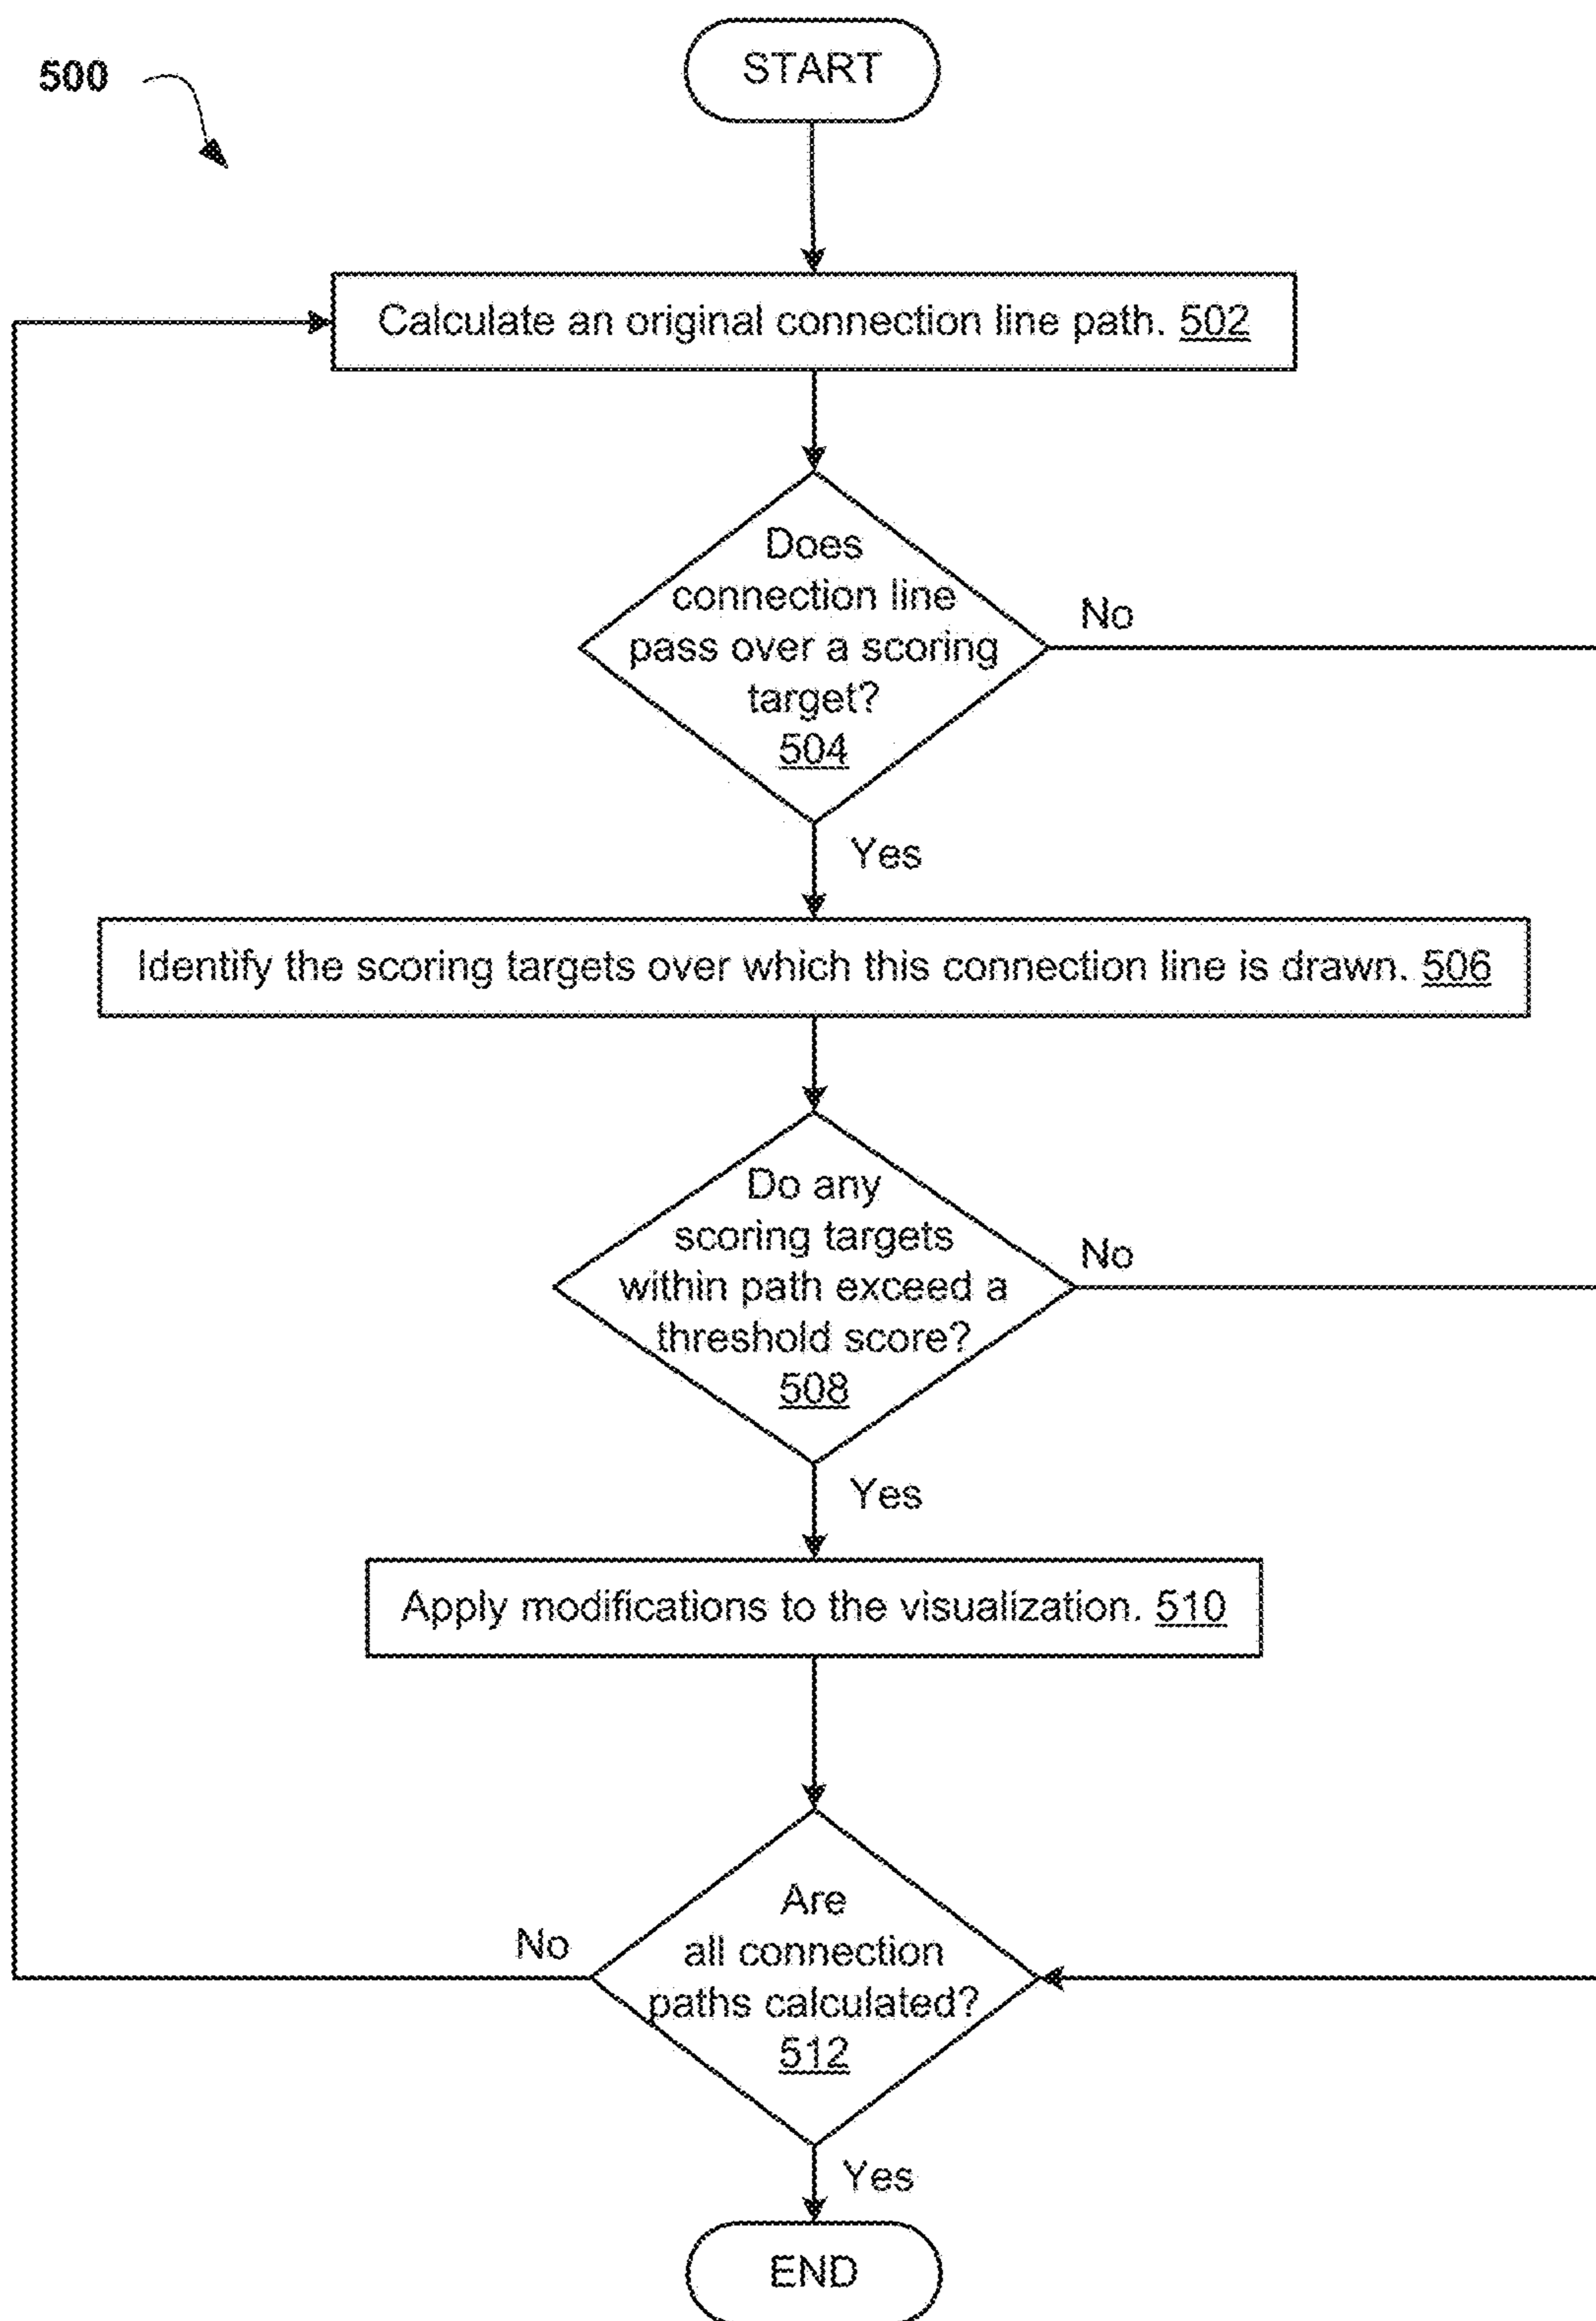 500
START
Calculate an original connection line path. 502
Does
connection line
pass over a scoring
target?
504
No
Yes
Identify the scoring targets over which this connection line is drawn. 506
Do any
scoring targets
within path exceed a
threshold score?
508
No
Yes
Apply modifications to the visualization. 510
Are
all connection
paths calculated?
512
No
Yes
END